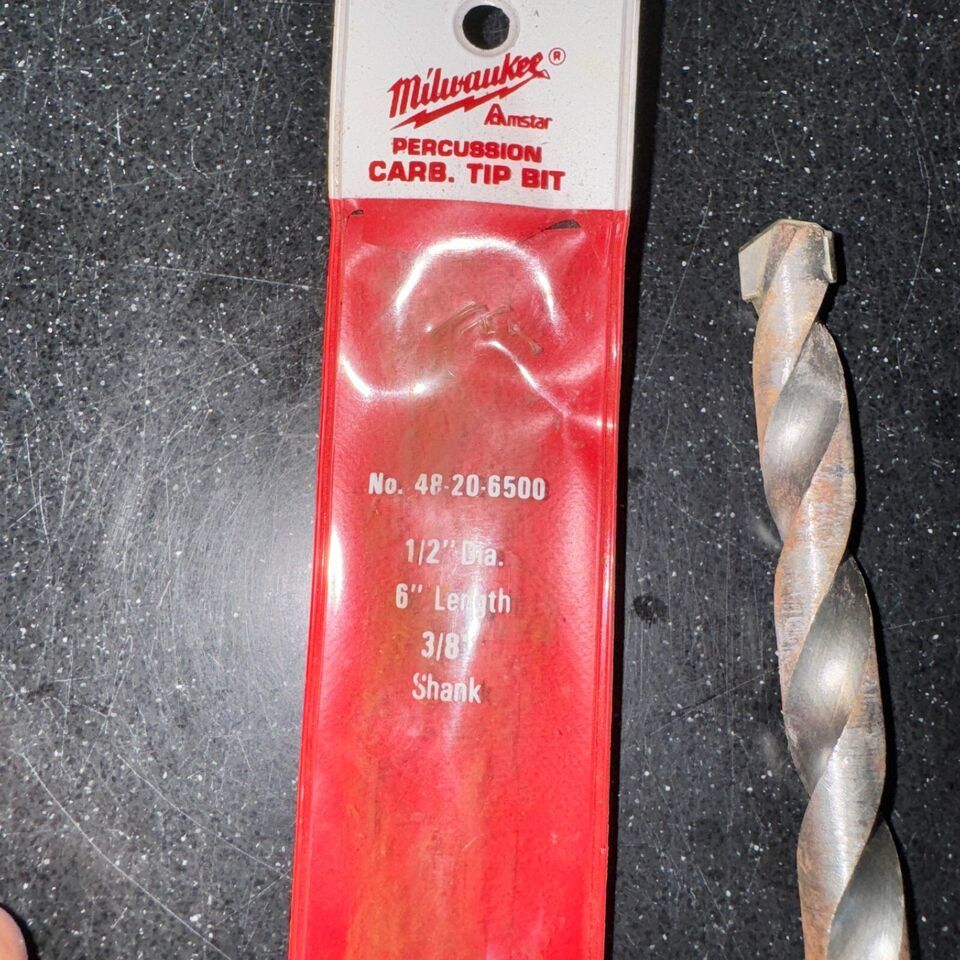 Milwaukee®
Amstar
PERCUSSION
CARB. TIP BIT
No. 48-20-6500
1/2" Dia.
6" Length
3/8"
Shank